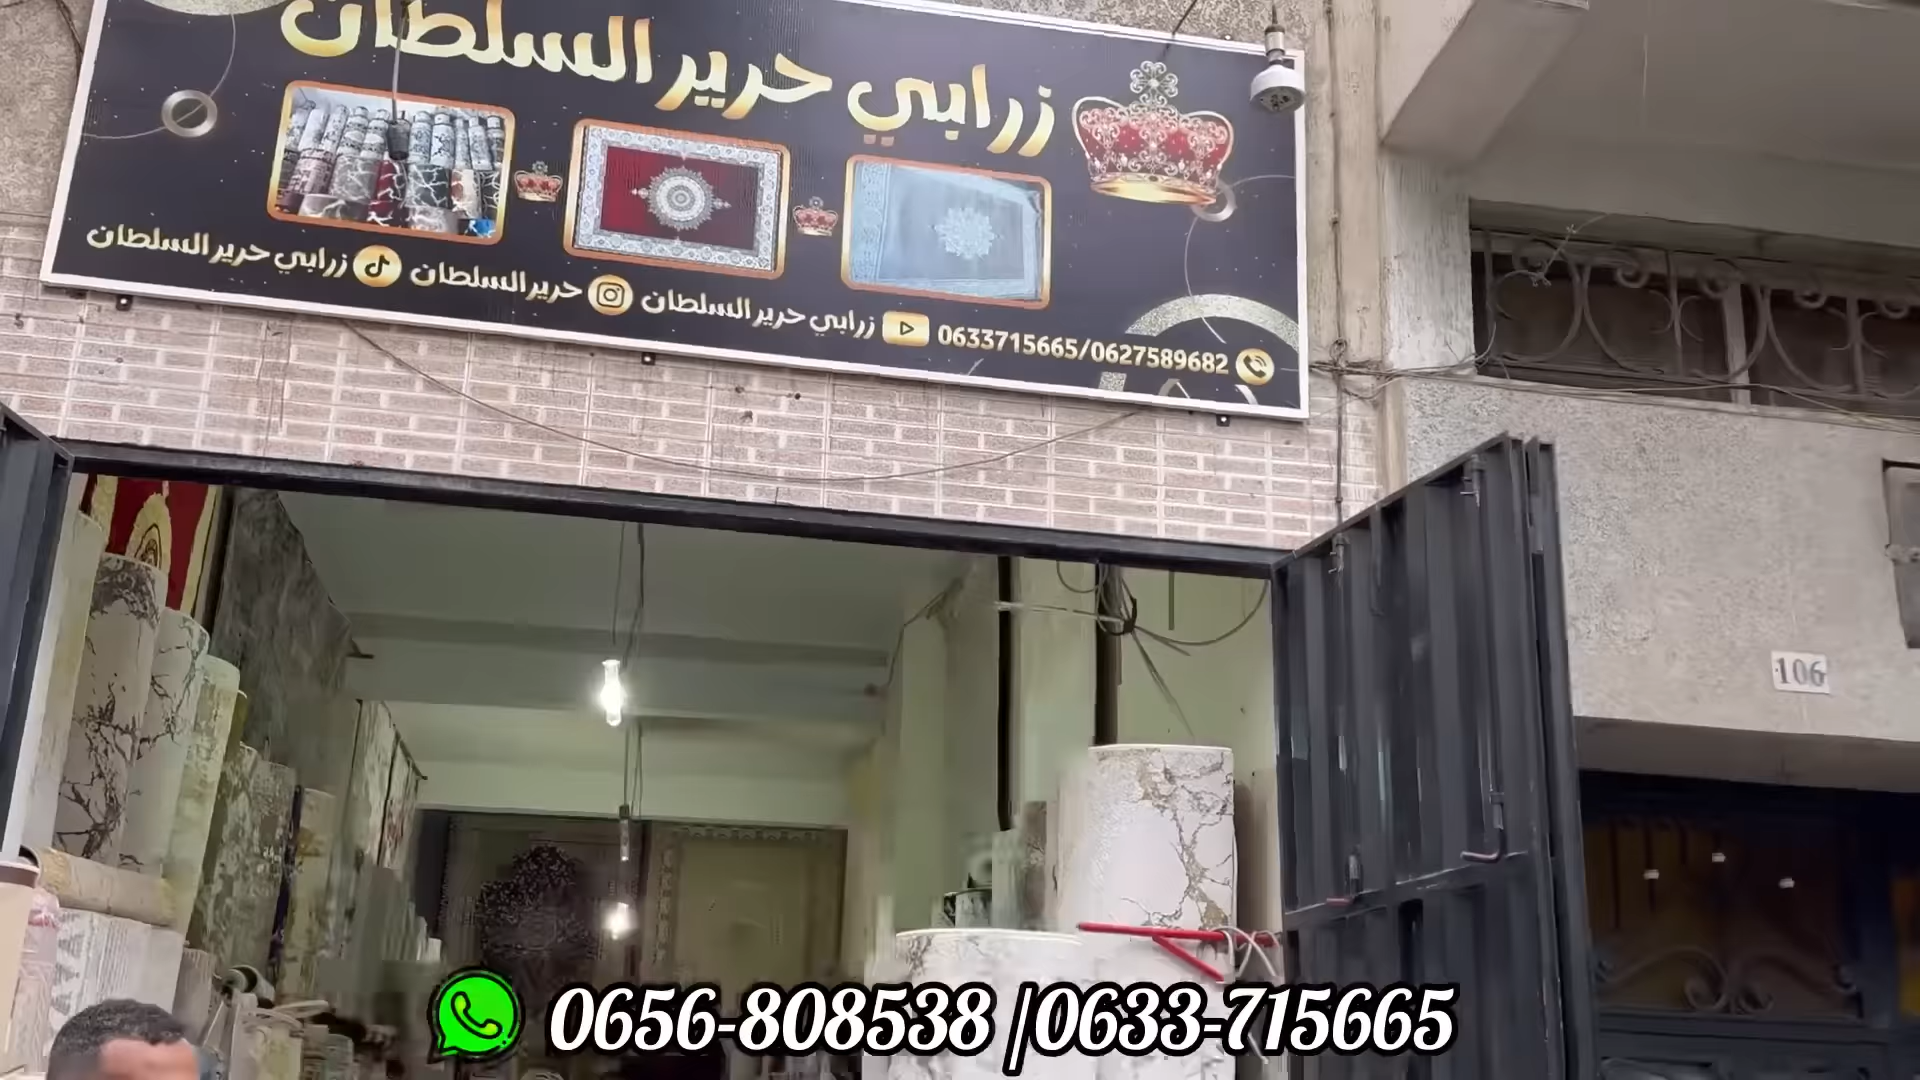 زرابي حرير السلطان
0633715665/0627589682 زرابي حرير السلطان حرير السلطان زرابي حرير السلطان
106
0656-808538 /0633-715665